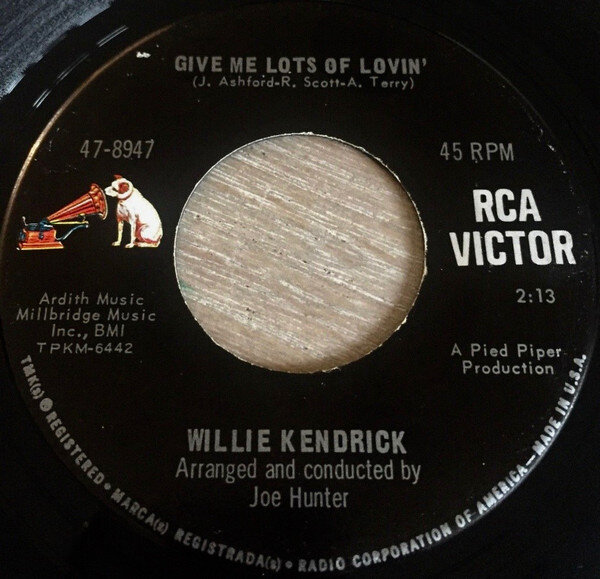 GIVE ME LOTS OF LOVIN'
(J. Ashford-R. Scott-A. Terry)
47-8947
45 RPM
RCA
VICTOR
2:13
Ardith Music
Millbridge Music
Inc., BMI
TPKM-6442
A Pied Piper
Production
WILLIE KENDRICK
Arranged and conducted by
Joe Hunter
TMK(s) ® REGISTERED • MARCA(s) REGISTRADA(s) • RADIO CORPORATION OF AMERICA—MADE IN U.S.A.